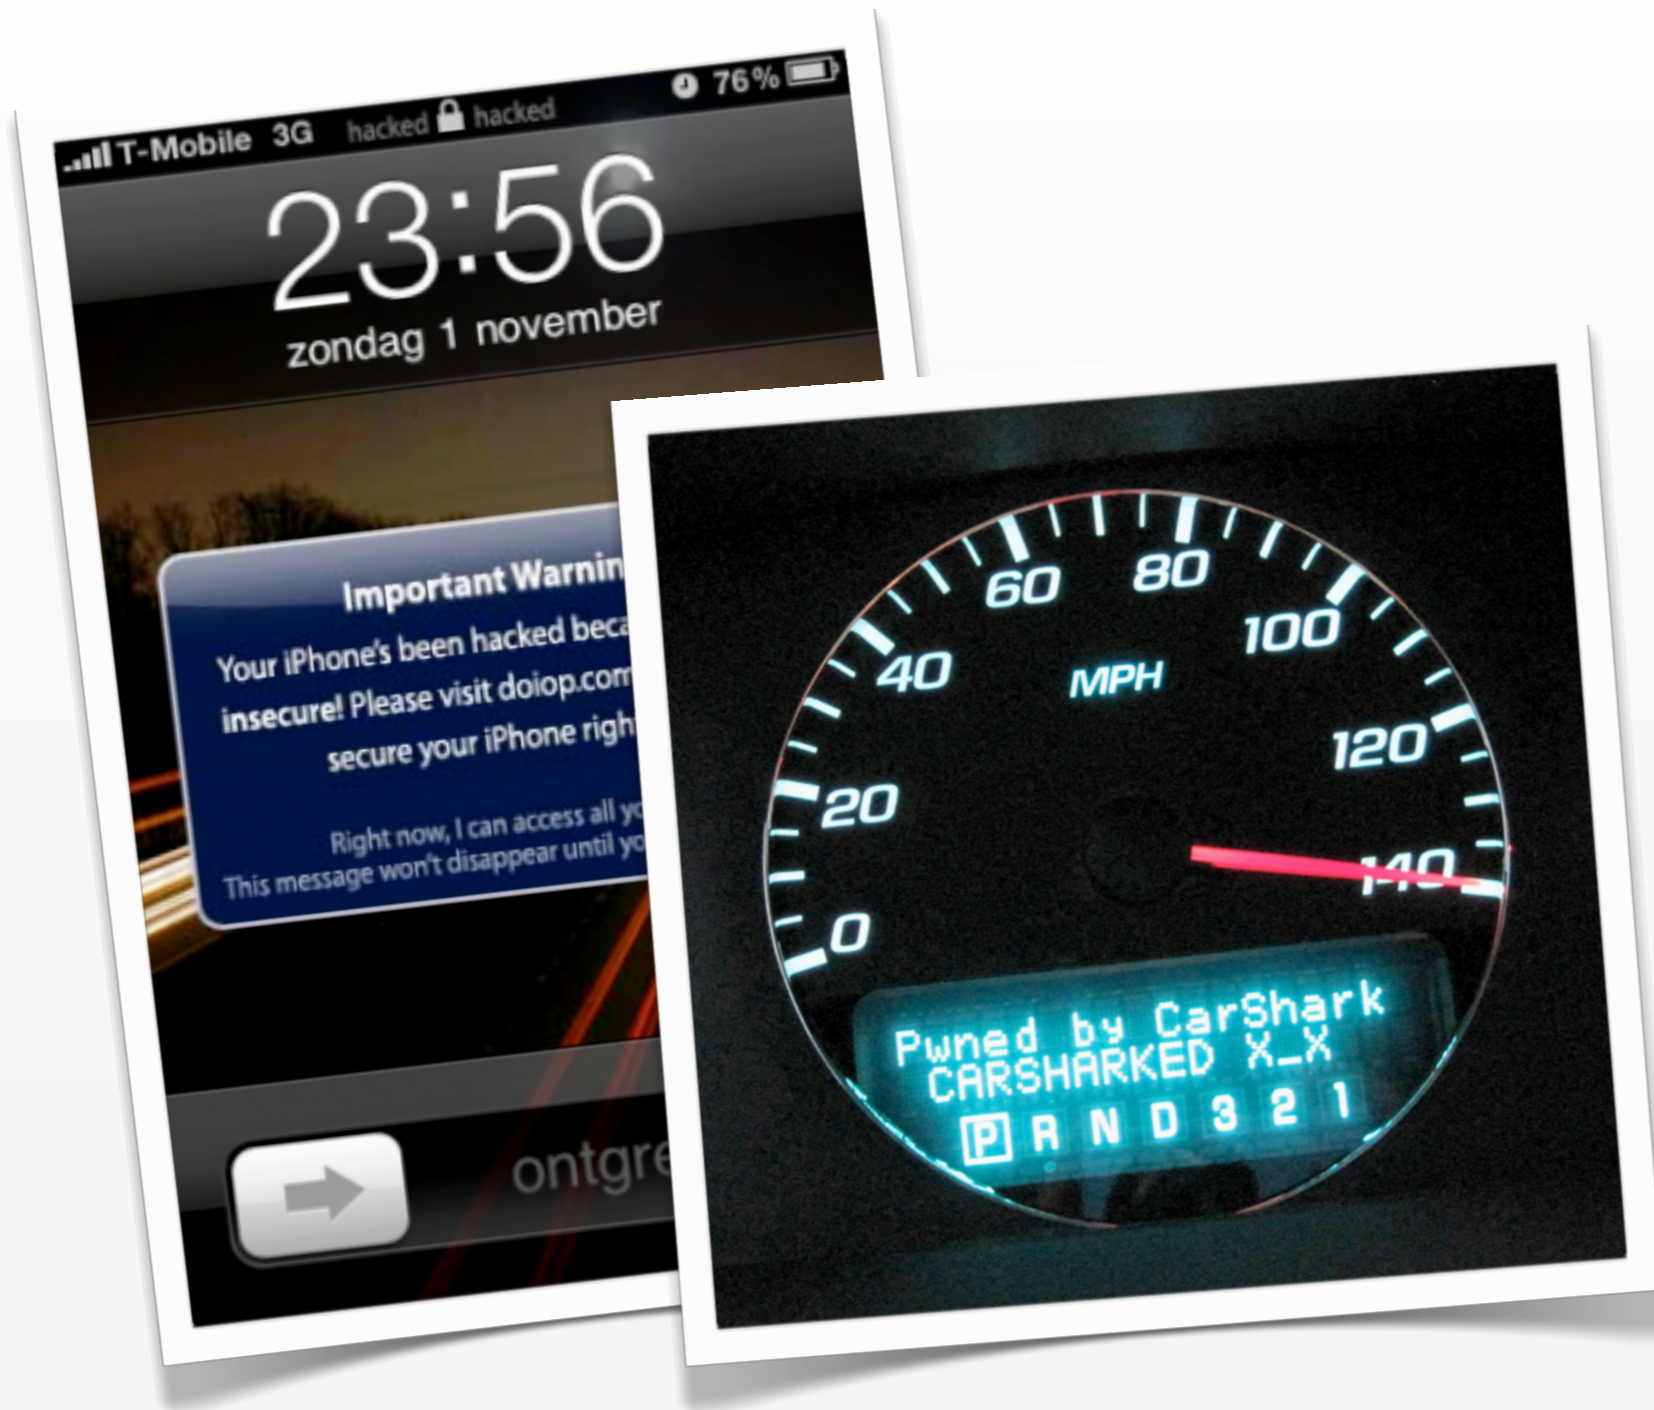 T-Mobile 3G hacked hacked 76%
23:56
zondag 1 november
Important Warnin
Your iPhone's been hacked beca
insecure! Please visit doiop.com
secure your iPhone righ
Right now, I can access all yo
This message won't disappear until yo
ontgre
60 80
40 100
MPH
120
20
140
0
Pwned by CarShark
CARSHARKED X_X
P R N D 3 2 1